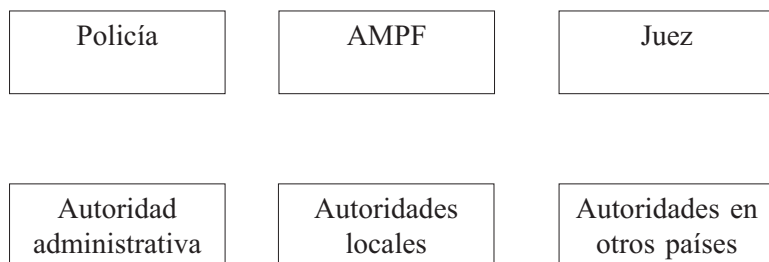 Policía
AMPF
Juez
Autoridad
administrativa
Autoridades
locales
Autoridades en
otros países